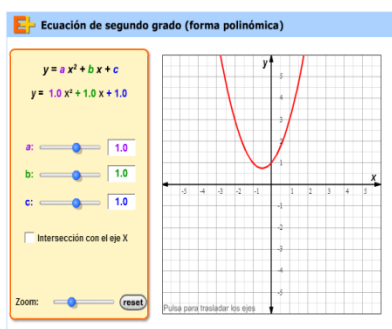 E+ Ecuación de segundo grado (forma polinómica)
y = a x² + b x + c
y = 1.0 x² + 1.0 x + 1.0
a: 1.0
b: 1.0
c: 1.0
Intersección con el eje X
Zoom: reset
y
5
4
3
2
1
-5 -4 -3 -2 -1 1 2 3 4 5 x
-1
-2
-3
-4
-5
Pulsa para trasladar los ejes